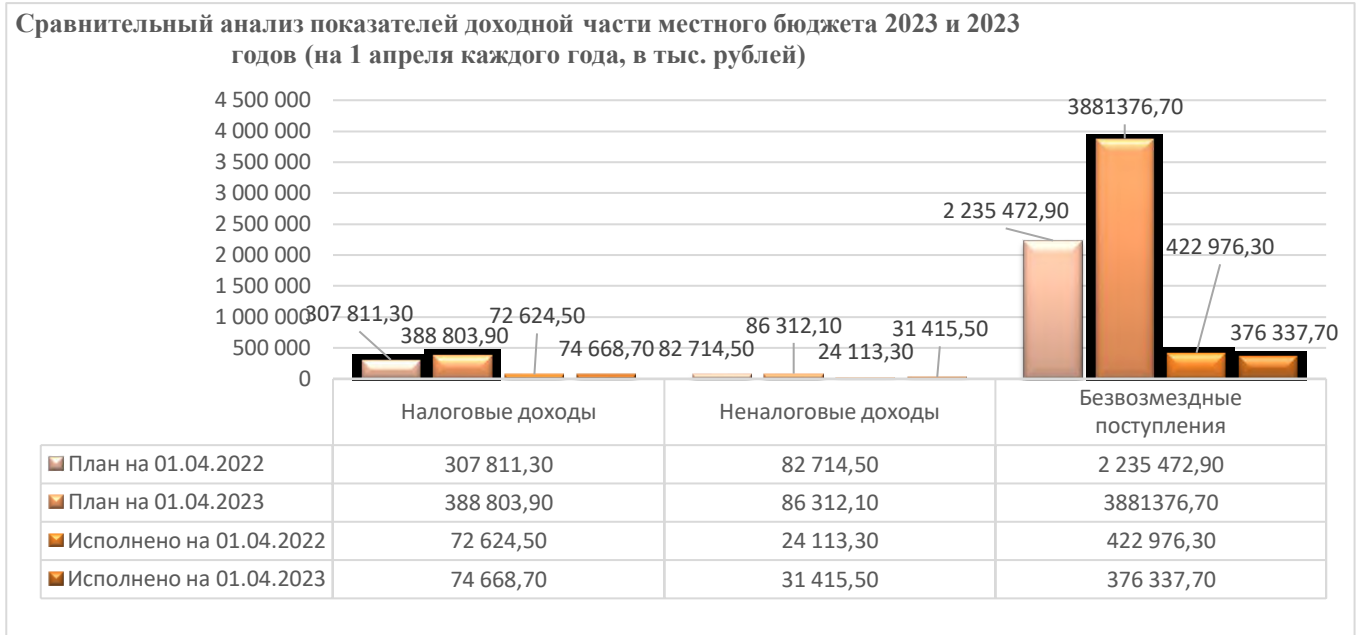 Сравнительный анализ показателей доходной части местного бюджета 2023 и 2023
годов (на 1 апреля каждого года, в тыс. рублей)
4 500 000
4 000 000
3 500 000
3 000 000
2 500 000
2 000 000
1 500 000
1 000 000
500 000
0
307 811,30
388 803,90
72 624,50
74 668,70
82 714,50
86 312,10
24 113,30
31 415,50
2 235 472,90
3881376,70
422 976,30
376 337,70
Налоговые доходы
Неналоговые доходы
Безвозмездные
поступления
План на 01.04.2022 307 811,30 82 714,50 2 235 472,90
План на 01.04.2023 388 803,90 86 312,10 3881376,70
Исполнено на 01.04.2022 72 624,50 24 113,30 422 976,30
Исполнено на 01.04.2023 74 668,70 31 415,50 376 337,70